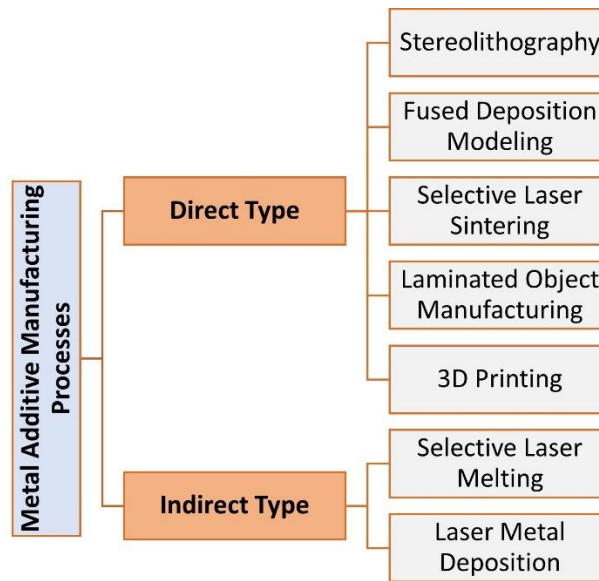 Metal Additive Manufacturing
Processes
Direct Type
Stereolithography
Fused Deposition
Modeling
Selective Laser
Sintering
Laminated Object
Manufacturing
3D Printing
Indirect Type
Selective Laser
Melting
Laser Metal
Deposition